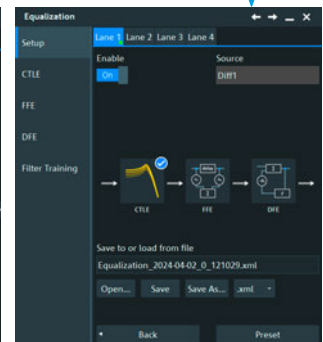 Equalization
Setup
CTLE
FFE
DFE
Filter Training
Lane 1 Lane 2 Lane 3 Lane 4
Enable Source
On Diff1
CTLE FFE DFE
Save to or load from file
Equalization_2024-04-02_0_121029.xml
Open... Save Save As... .xml
Back Preset